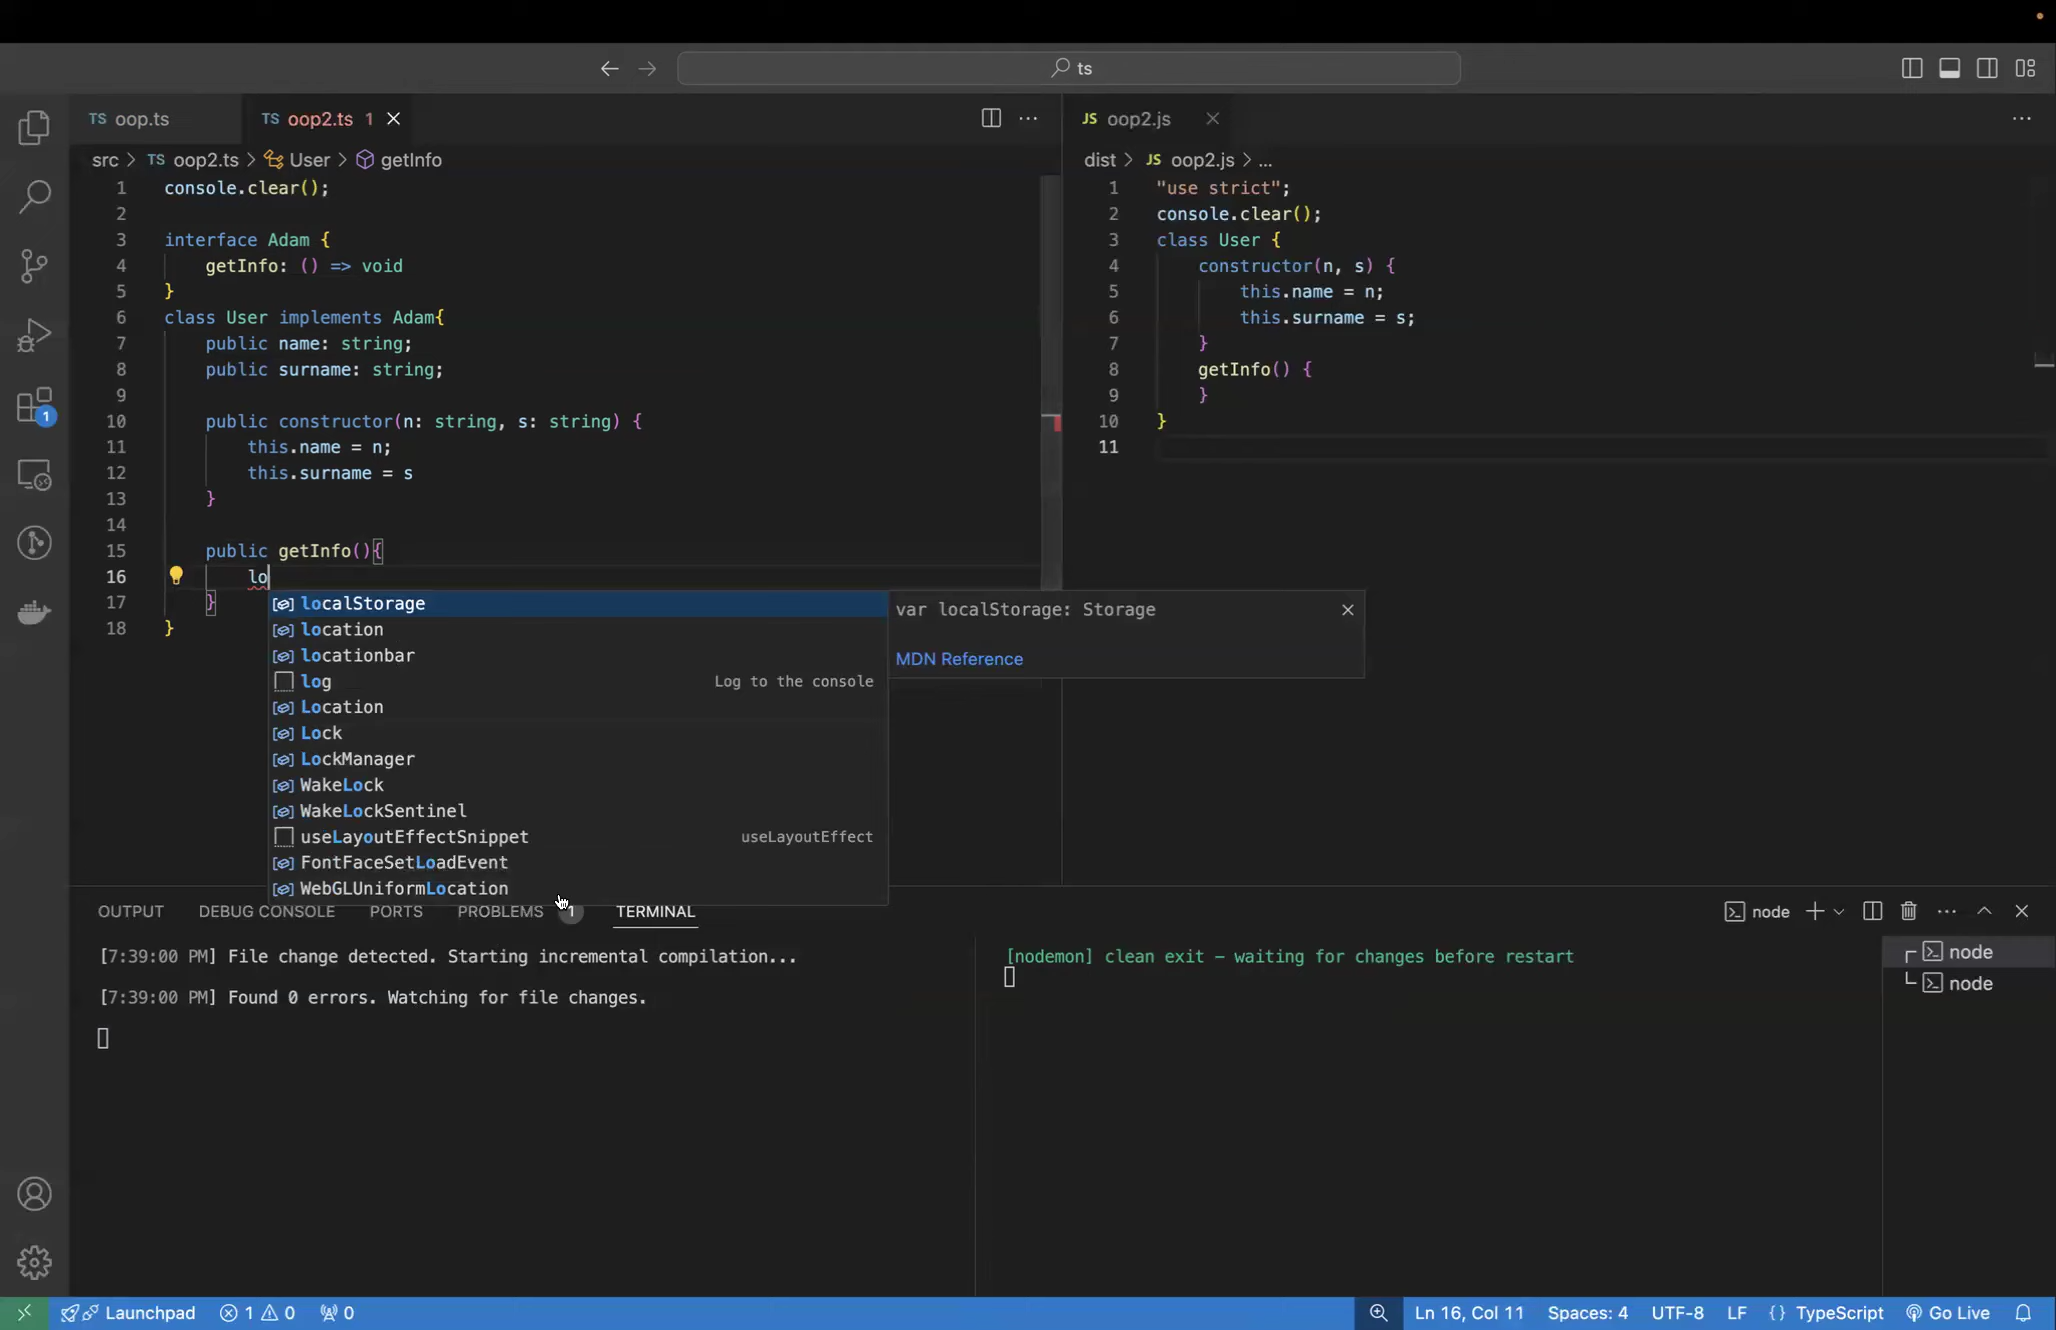 ts
TS oop.ts
TS oop2.ts 1
JS oop2.js
src > TS oop2.ts > User > getInfo
1 console.clear();
2
3 interface Adam {
4 getInfo: () => void
5 }
6 class User implements Adam{
7 public name: string;
8 public surname: string;
9
10 public constructor(n: string, s: string) {
11 this.name = n;
12 this.surname = s
13 }
14
15 public getInfo(){
16 lo
17 }
18 }
dist > JS oop2.js > ...
1 "use strict";
2 console.clear();
3 class User {
4 constructor(n, s) {
5 this.name = n;
6 this.surname = s;
7 }
8 getInfo() {
9 }
10 }
11
1
localStorage
location
locationbar
log Log to the console
Location
Lock
LockManager
WakeLock
WakeLockSentinel
useLayoutEffectSnippet useLayoutEffect
FontFaceSetLoadEvent
WebGLUniformLocation
var localStorage: Storage
MDN Reference
OUTPUT DEBUG CONSOLE PORTS PROBLEMS 1 TERMINAL
node
[7:39:00 PM] File change detected. Starting incremental compilation...
[7:39:00 PM] Found 0 errors. Watching for file changes.
[nodemon] clean exit - waiting for changes before restart
node
node
Launchpad 1 0 0 Ln 16, Col 11 Spaces: 4 UTF-8 LF {} TypeScript Go Live